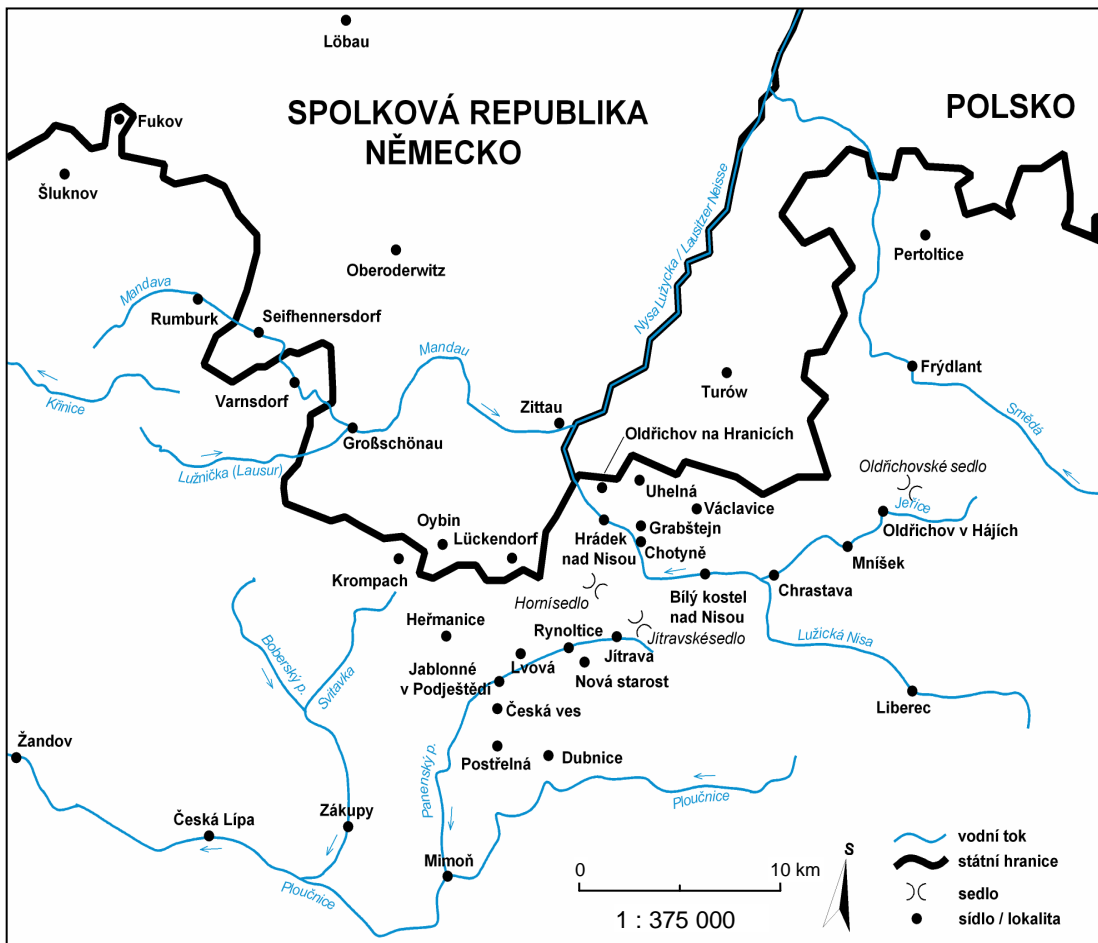 Löbau
SPOLKOVÁ REPUBLIKA
NĚMECKO
POLSKO
Fukov
Šluknov
Nysa Lužycka / Lausitzer Neisse
Pertoltice
Oberoderwitz
Mandava
Rumburk
Seifhennersdorf
Mandau
Křinice
Varnsdorf
Turów
Frýdlant
Smědá
Zittau
Großschönau
Oldřichov na Hranicích
Lužnička (Lausur)
Oldřichovské sedlo
Uhelná
Jeřice
Václavice
Oldřichov v Hájích
Oybin
Lückendorf
Hrádek
nad Nisou
Grabštejn
Chotyně
Mníšek
Krompach
Chrastava
Bílý kostel
nad Nisou
Hornísedlo
Heřmanice
Rynoltice
Jítravskésedlo
Lužická Nisa
Boberský p.
Svitavka
Jablonné
v Podještědí
Lvová
Jítrava
Nová starost
Liberec
Česká ves
Žandov
Panenský p.
Postřelná
Dubnice
Ploučnice
Česká Lípa
Zákupy
Mimoň
Ploučnice
0
10 km
1 : 375 000
S
vodní tok
státní hranice
sedlo
sídlo / lokalita